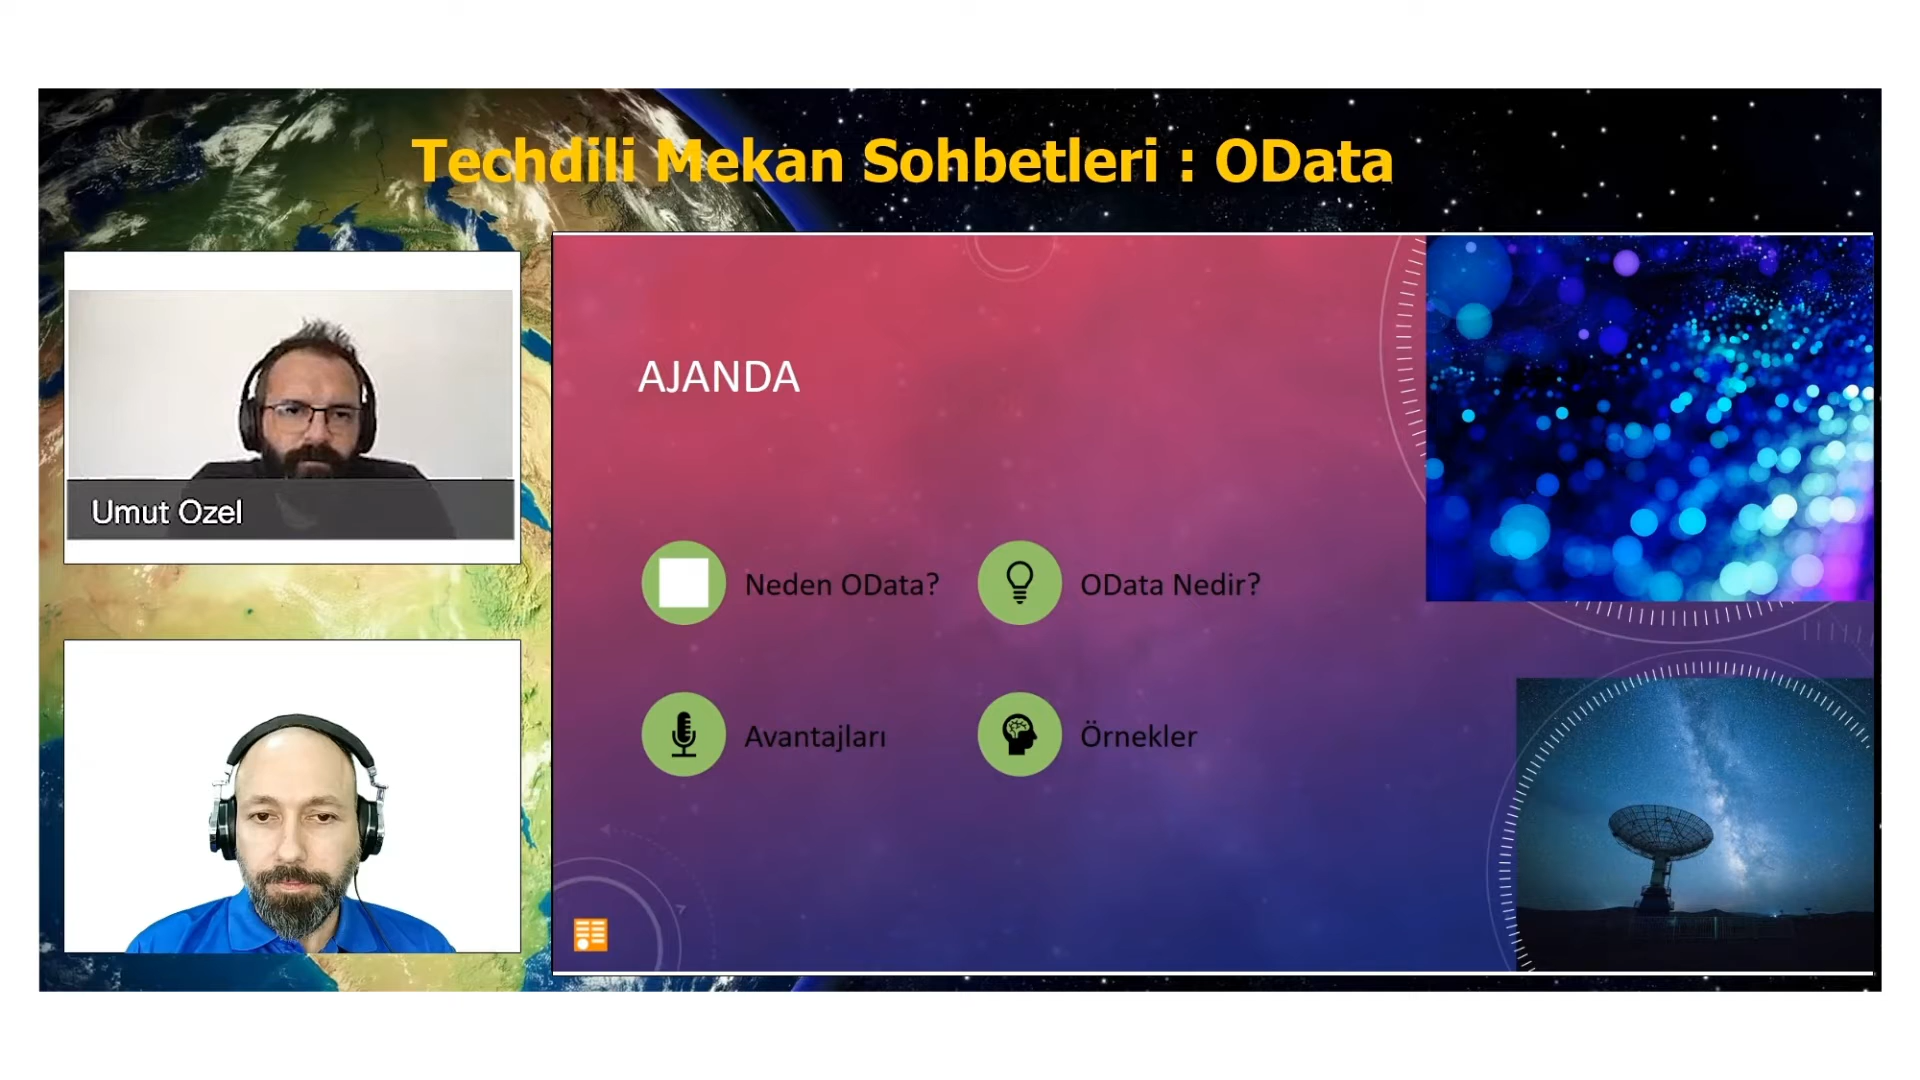 Techdili Mekan Sohbetleri : OData
Umut Ozel
AJANDA
Neden OData?
OData Nedir?
Avantajları
Örnekler